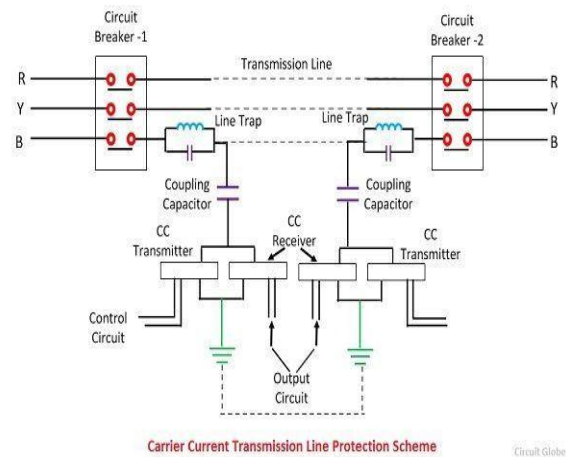 Circuit
Breaker -1
Circuit
Breaker -2
Transmission Line
R
R
Y
Y
Line Trap
Line Trap
B
B
Coupling
Capacitor
Coupling
Capacitor
CC
Receiver
CC
Transmitter
CC
Transmitter
Control
Circuit
Output
Circuit
Carrier Current Transmission Line Protection Scheme
Circuit Globe